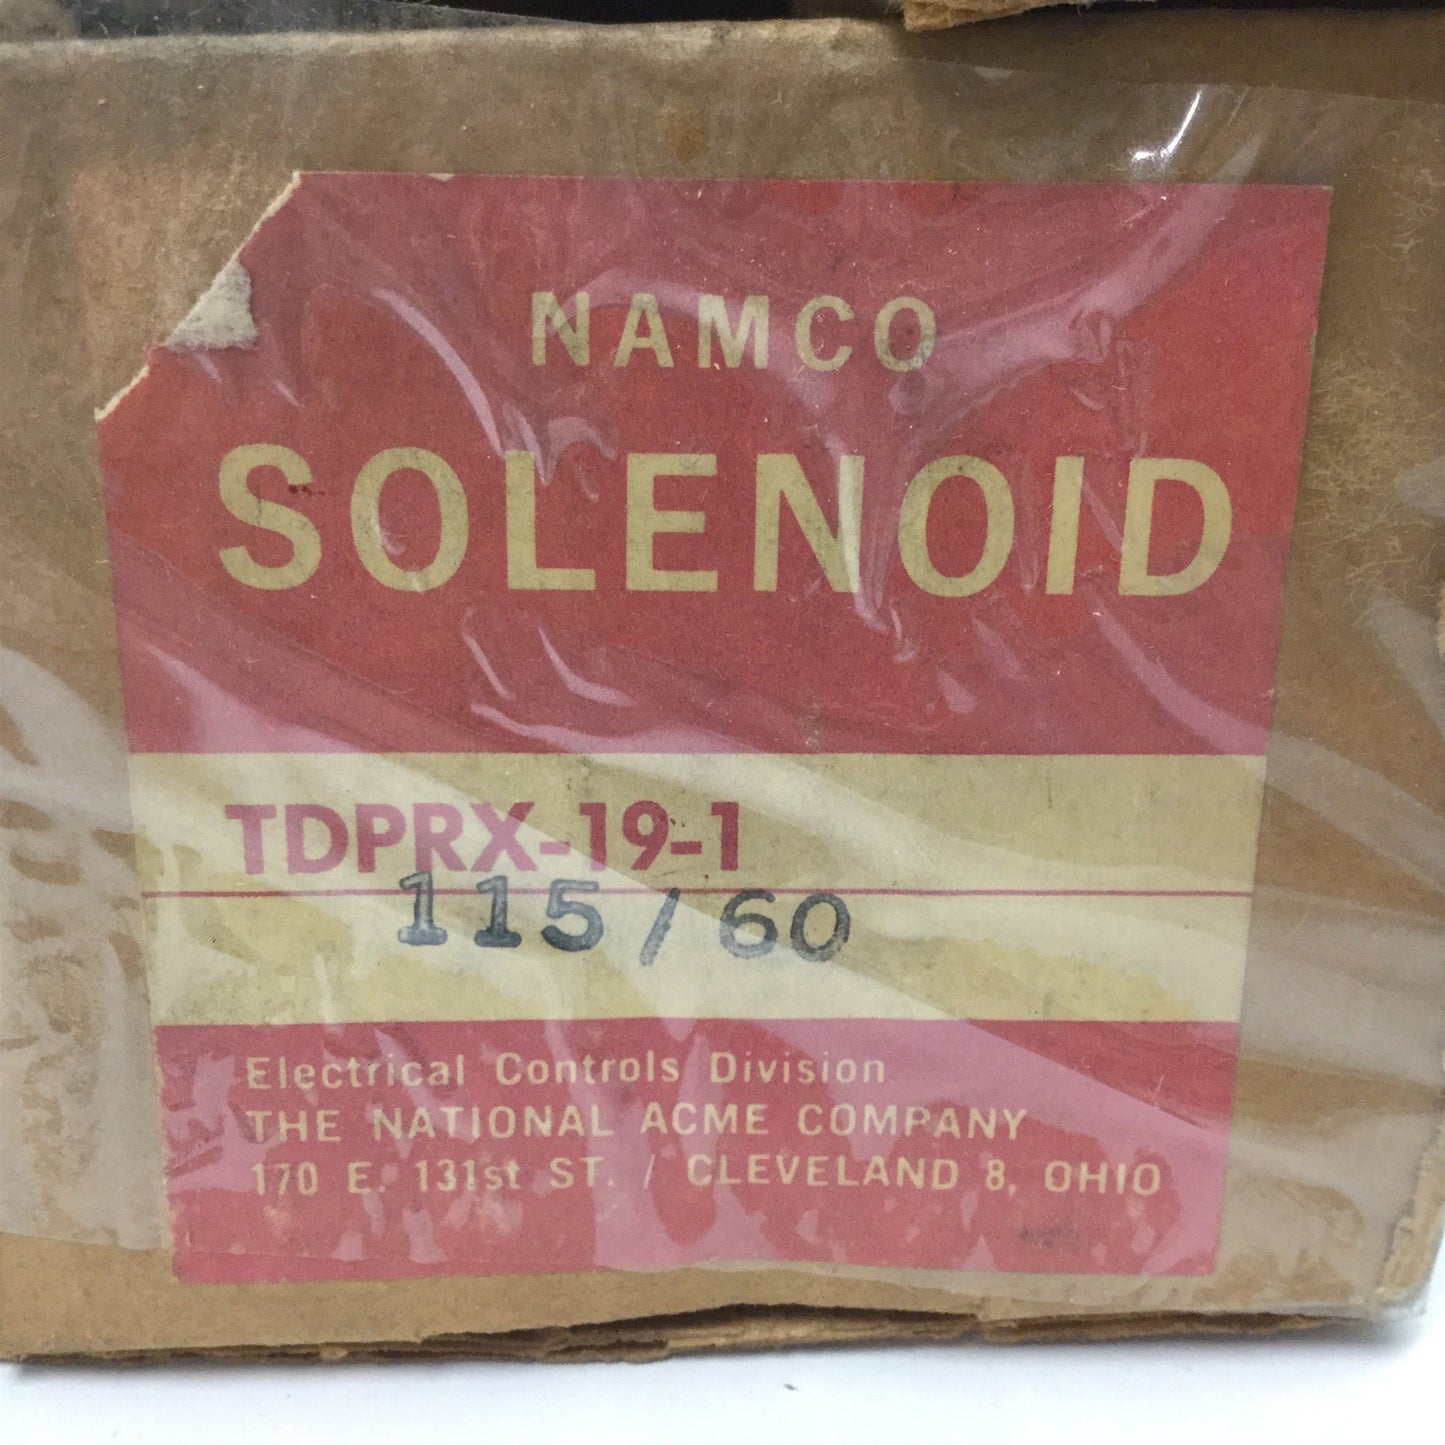 NAMCO
SOLENOID
TDPRX-19-1
115/60
Electrical Controls Division
THE NATIONAL ACME COMPANY
170 E. 131st ST. / CLEVELAND 8, OHIO